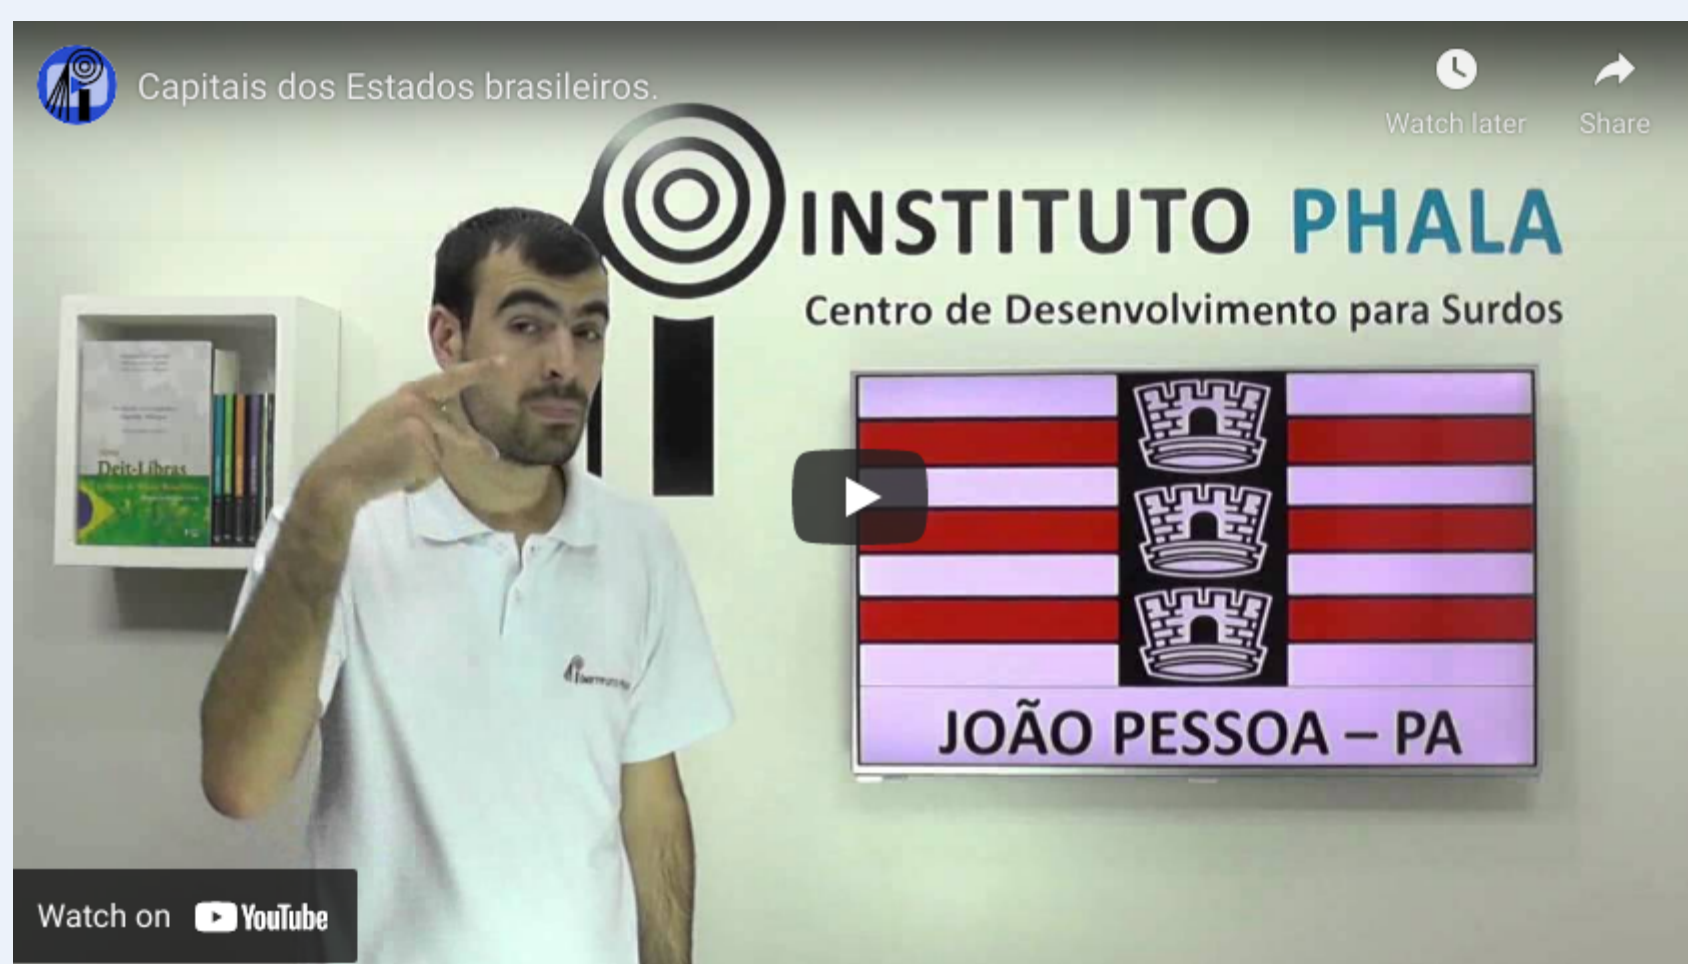 Capitais dos Estados brasileiros.
Watch later
Share
INSTITUTO PHALA
Centro de Desenvolvimento para Surdos
Deit-Libras
JOÃO PESSOA – PA
Watch on YouTube